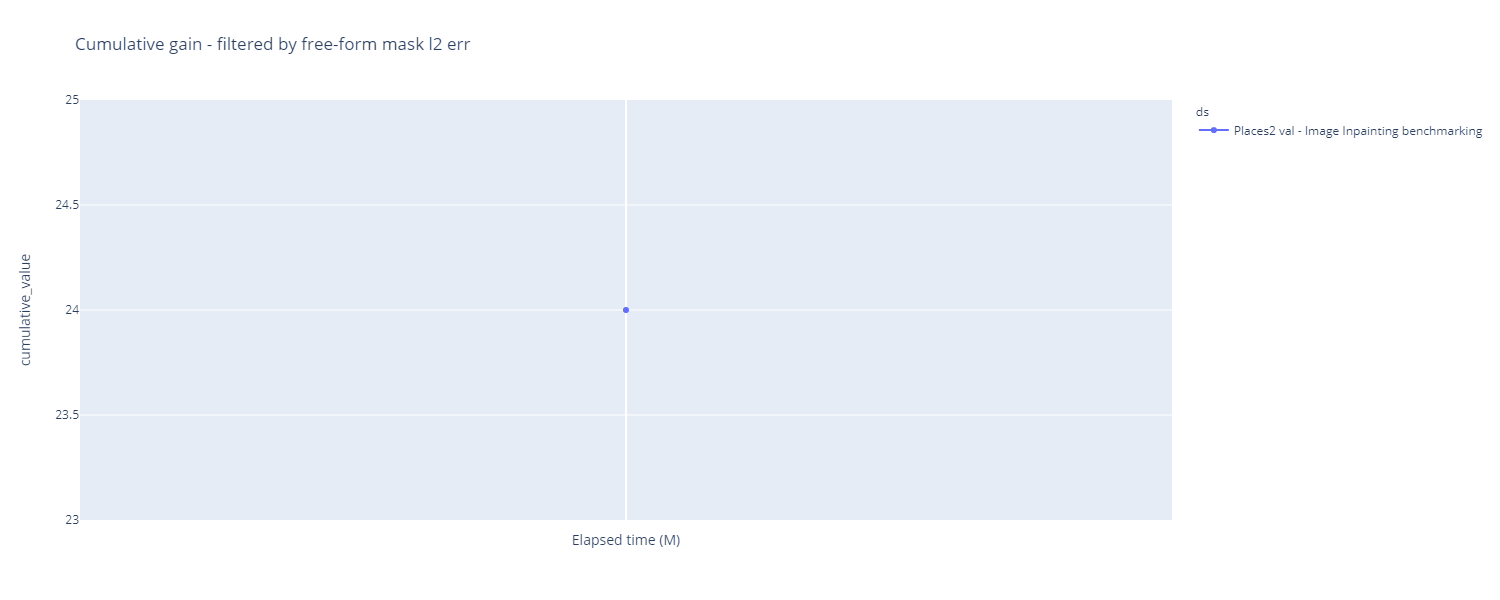 Cumulative gain - filtered by free-form mask l2 err
25
24.5
24
23.5
23
cumulative_value
Elapsed time (M)
ds
Places2 val - Image Inpainting benchmarking